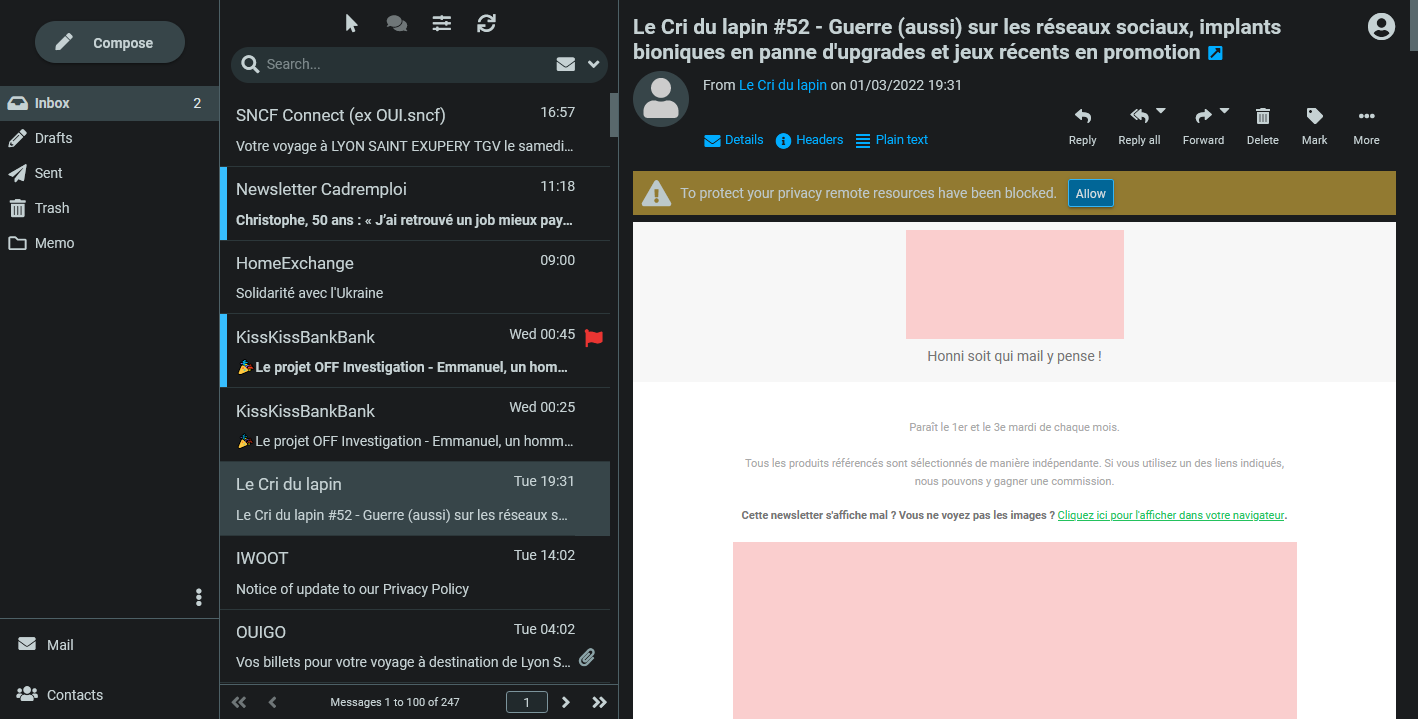 Compose
Inbox 2
Drafts
Sent
Trash
Memo
Mail
Contacts
Search...
SNCF Connect (ex OUI.sncf) 16:57
Votre voyage à LYON SAINT EXUPERY TGV le samedi...
Newsletter Cadremploi 11:18
Christophe, 50 ans : « J'ai retrouvé un job mieux pay...
HomeExchange 09:00
Solidarité avec l'Ukraine
KissKissBankBank Wed 00:45
🎉Le projet OFF Investigation - Emmanuel, un hom...
KissKissBankBank Wed 00:25
🎉 Le projet OFF Investigation - Emmanuel, un homm...
Le Cri du lapin Tue 19:31
Le Cri du lapin #52 - Guerre (aussi) sur les réseaux s...
IWOOT Tue 14:02
Notice of update to our Privacy Policy
OUIGO Tue 04:02
Vos billets pour votre voyage à destination de Lyon S...
Messages 1 to 100 of 247 1
Le Cri du lapin #52 - Guerre (aussi) sur les réseaux sociaux, implants
bioniques en panne d'upgrades et jeux récents en promotion
From Le Cri du lapin on 01/03/2022 19:31
Details Headers Plain text
Reply Reply all Forward Delete Mark More
To protect your privacy remote resources have been blocked. Allow
Honni soit qui mail y pense !
Paraît le 1er et le 3e mardi de chaque mois.
Tous les produits référencés sont sélectionnés de manière indépendante. Si vous utilisez un des liens indiqués,
nous pouvons y gagner une commission.
Cette newsletter s'affiche mal ? Vous ne voyez pas les images ? Cliquez ici pour l'afficher dans votre navigateur.